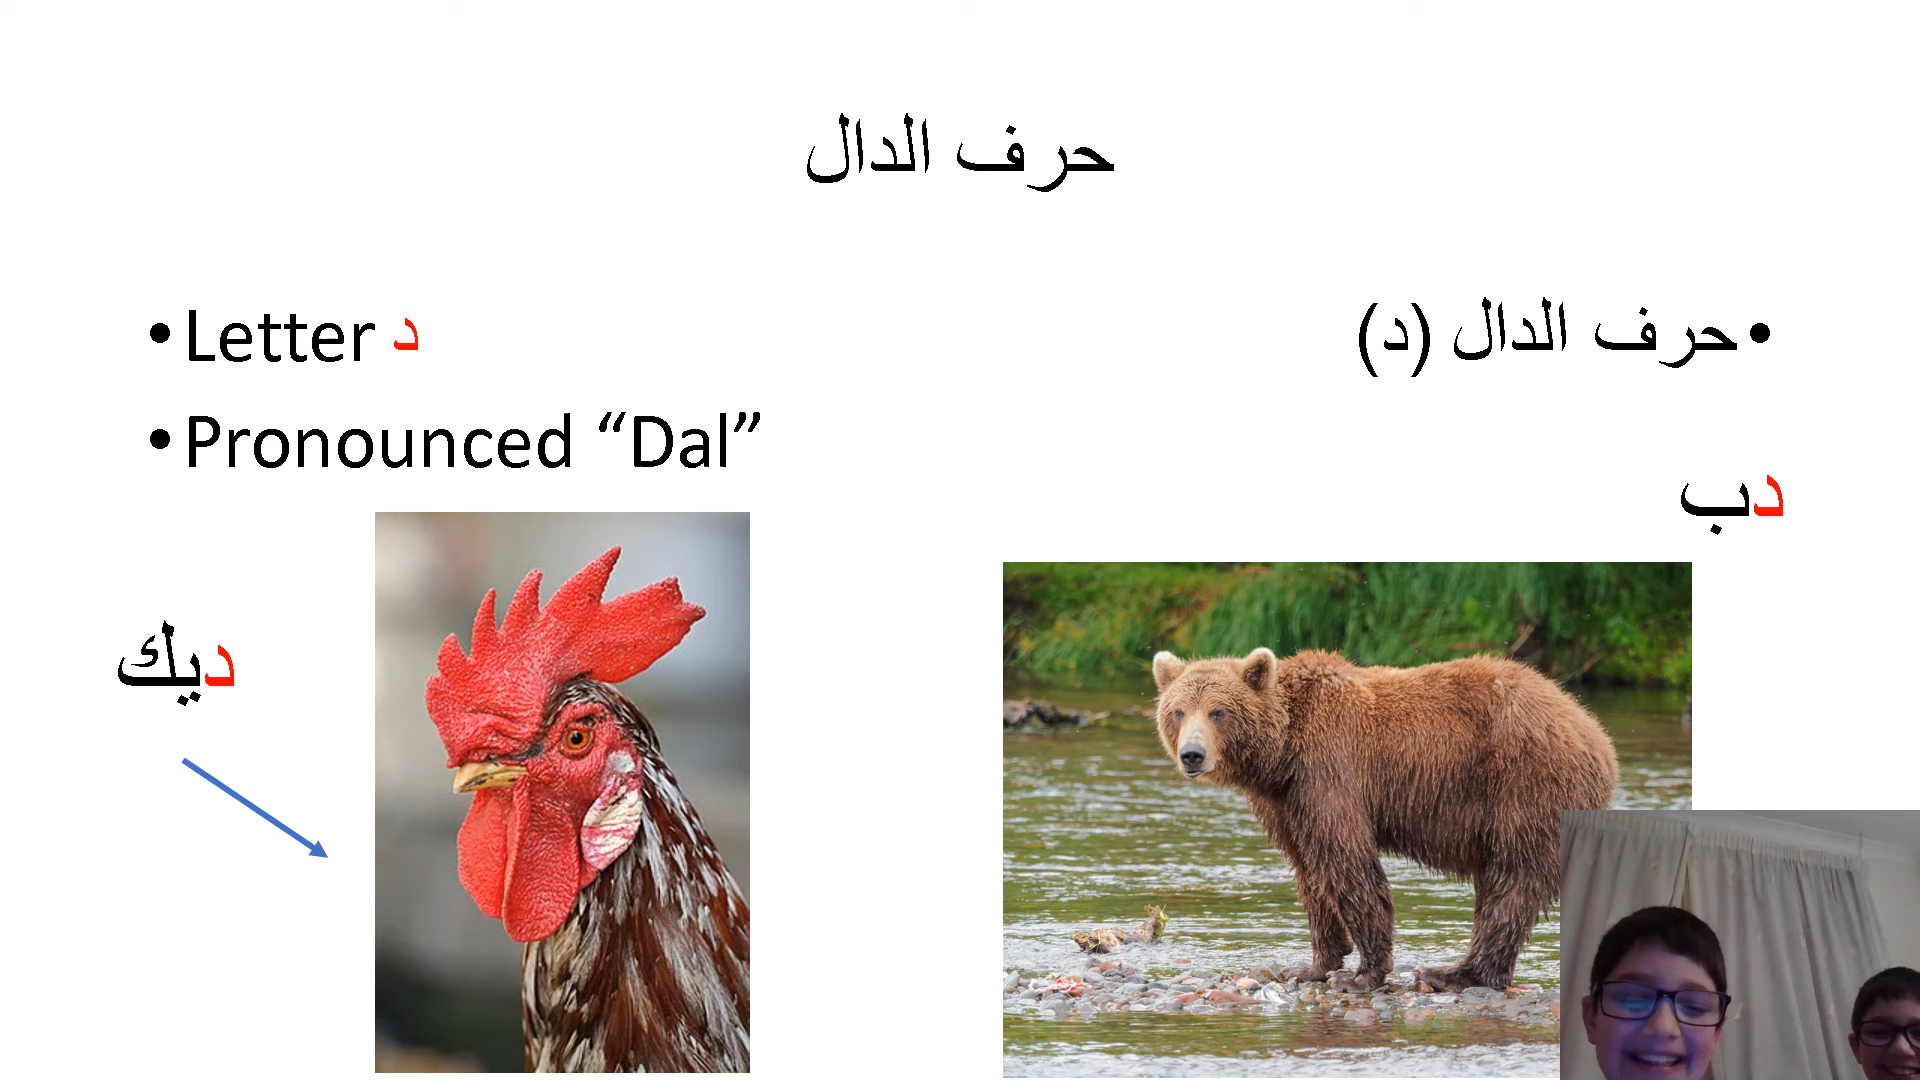 حرف الدال
• Letter د
• Pronounced “Dal”
• حرف الدال (د)
دب
ديك